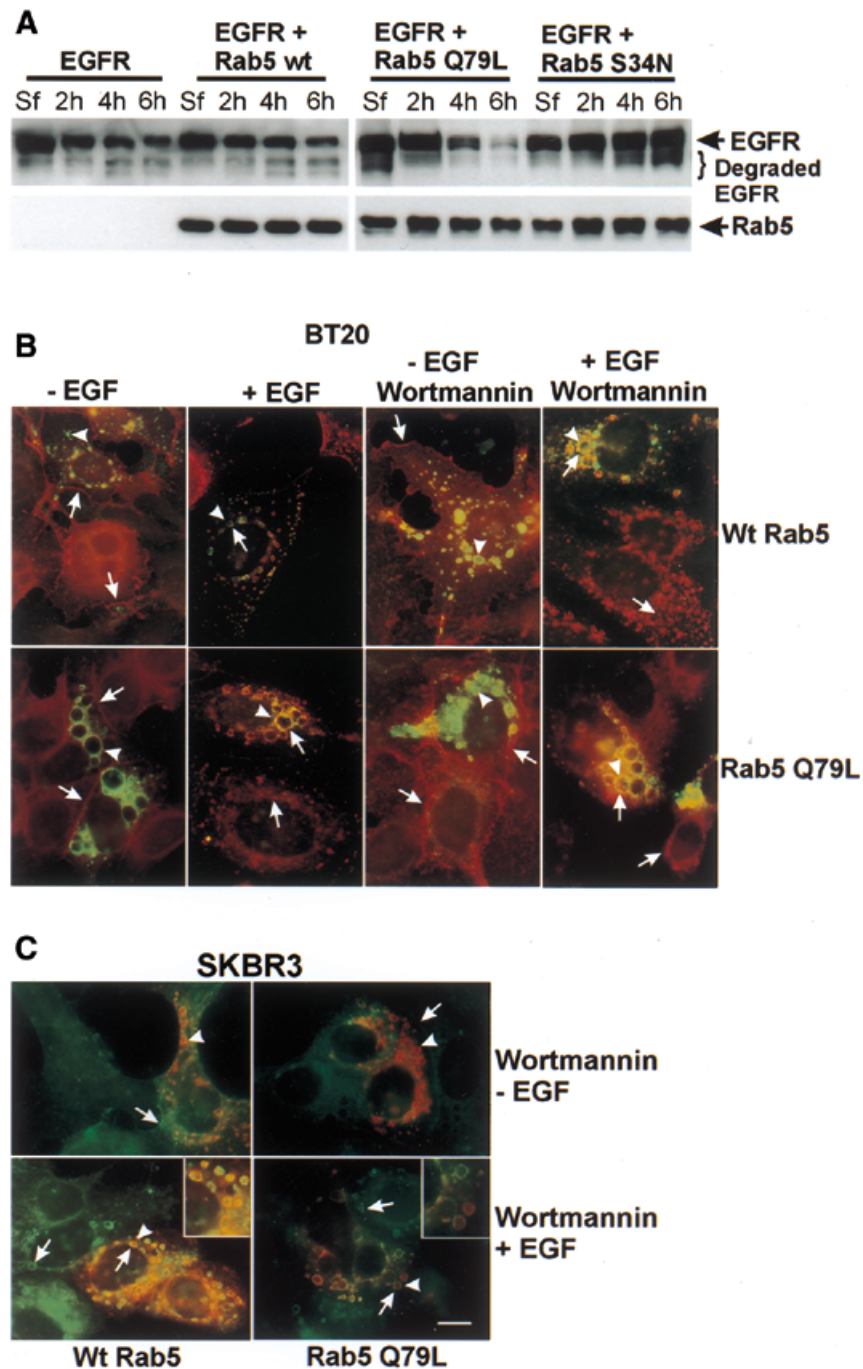 A
EGFR
EGFR +
Rab5 wt
EGFR +
Rab5 Q79L
EGFR +
Rab5 S34N
Sf 2h 4h 6h Sf 2h 4h 6h Sf 2h 4h 6h Sf 2h 4h 6h
EGFR
} Degraded
EGFR
Rab5
B
BT20
- EGF
+ EGF
- EGF
Wortmannin
+ EGF
Wortmannin
Wt Rab5
Rab5 Q79L
C
SKBR3
Wortmannin
- EGF
Wortmannin
+ EGF
Wt Rab5
Rab5 Q79L